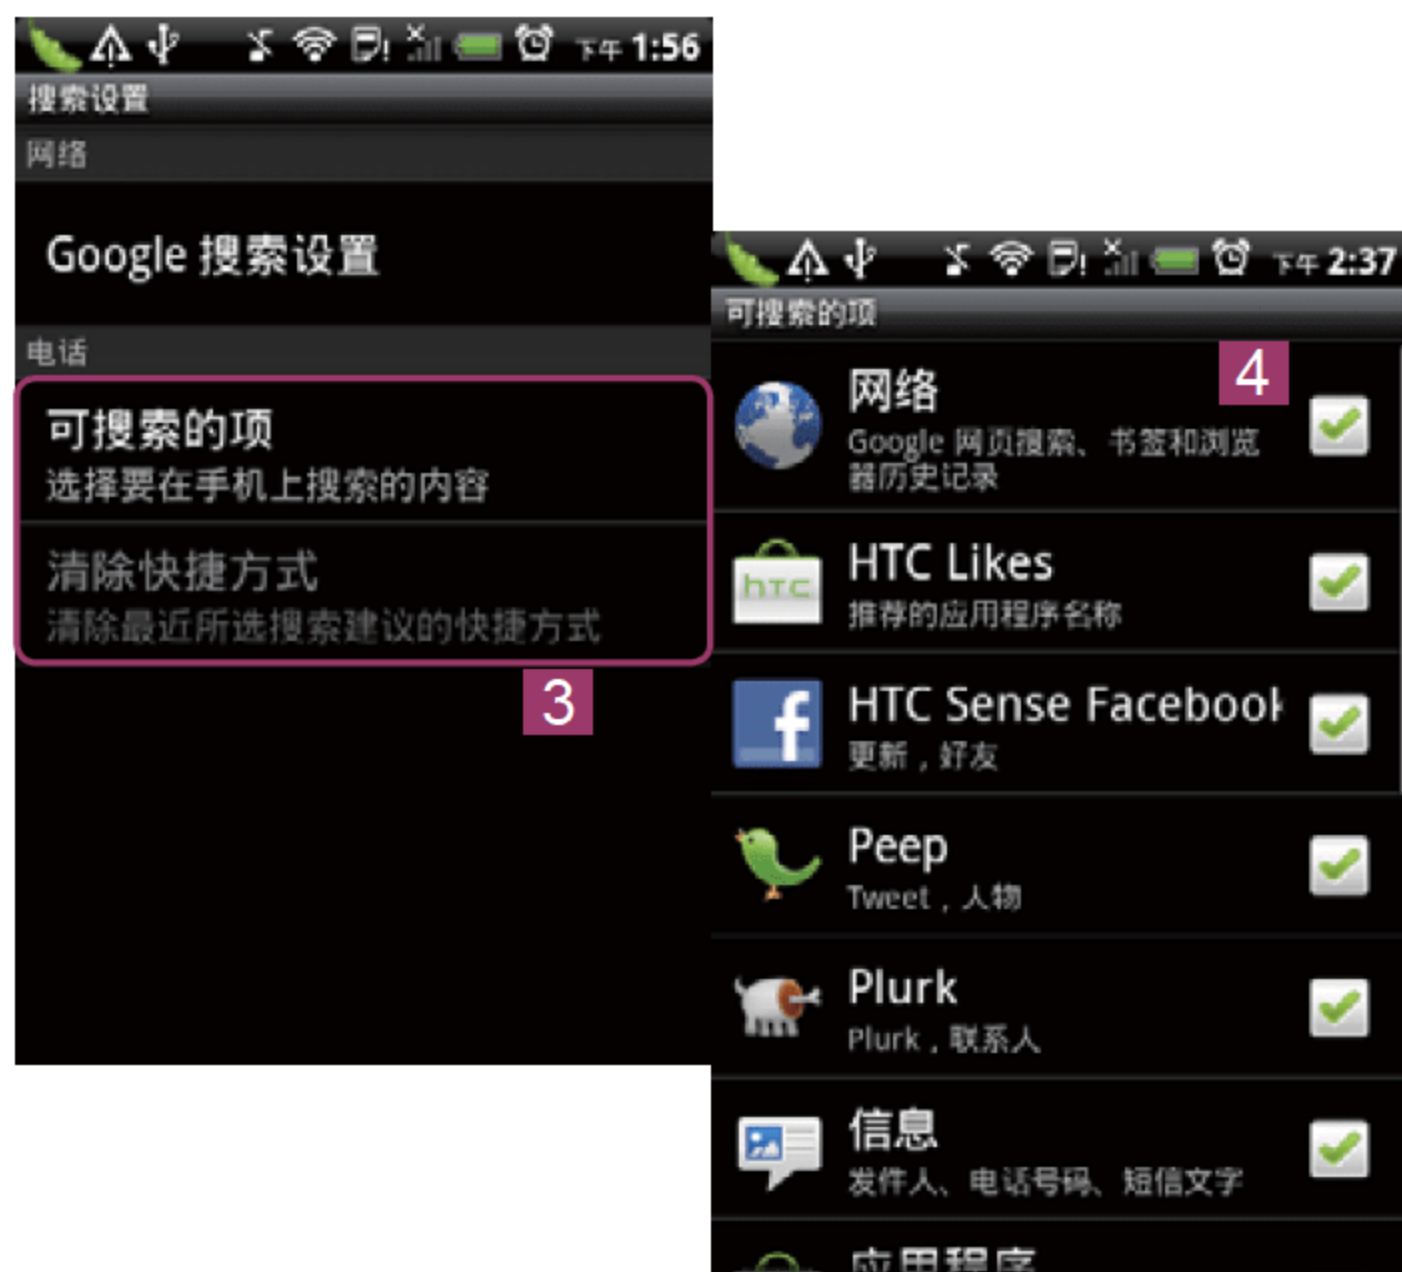 下午 1:56
搜索设置
网络
Google 搜索设置
电话
可搜索的项
选择要在手机上搜索的内容
清除快捷方式
清除最近所选搜索建议的快捷方式
3
下午 2:37
可搜索的项
4
网络
Google 网页搜索、书签和浏览
器历史记录
htc
HTC Likes
推荐的应用程序名称
f
HTC Sense Facebook
更新，好友
Peep
Tweet，人物
Plurk
Plurk，联系人
信息
发件人、电话号码、短信文字
应用程序